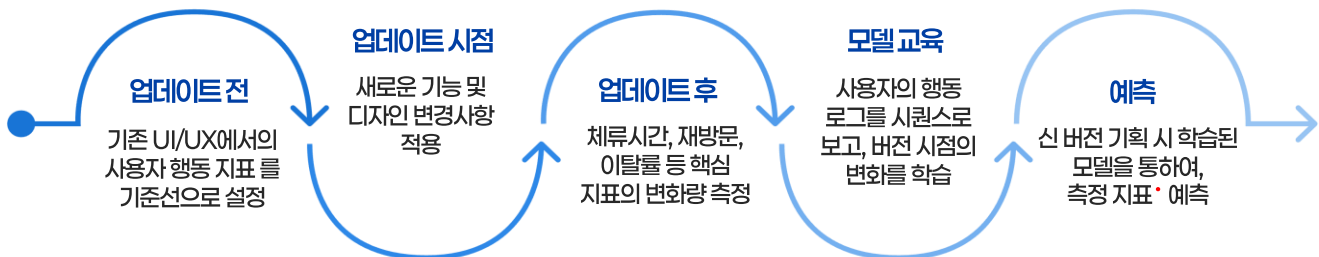 업데이트 전
기존 UI/UX에서의
사용자 행동 지표 를
기준선으로 설정
업데이트 시점
새로운 기능 및
디자인 변경사항
적용
업데이트 후
체류시간, 재방문,
이탈률 등 핵심
지표의 변화량 측정
모델 교육
사용자의 행동
로그를 시퀀스로
보고, 버전 시점의
변화를 학습
예측
신 버전 기획 시 학습된
모델을 통하여,
측정 지표• 예측